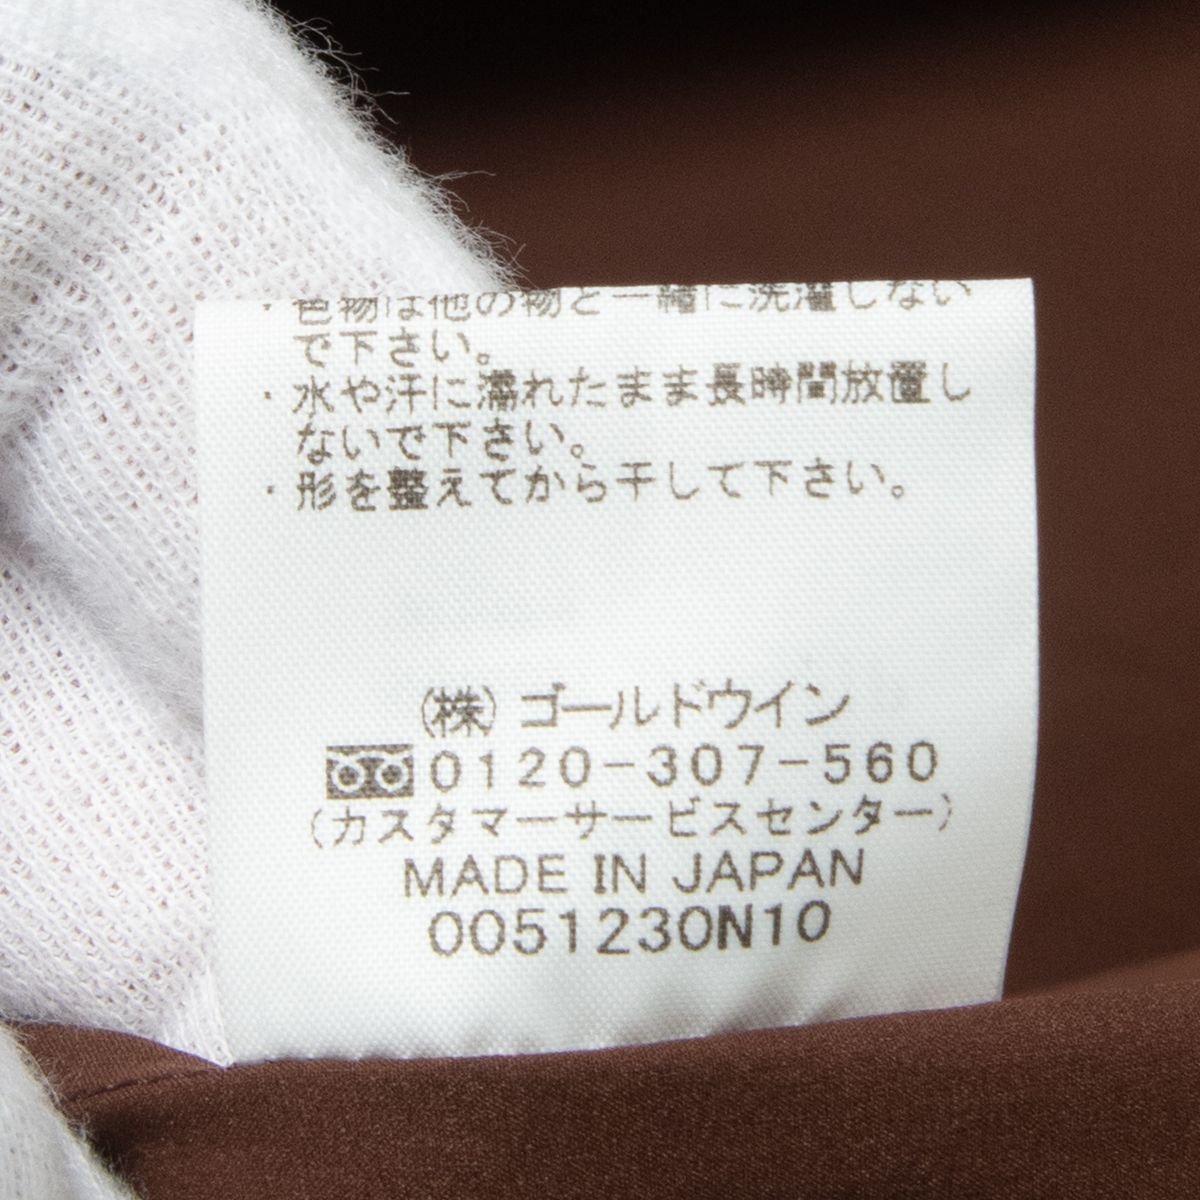 ・色物は他の物と一緒に洗濯しない
で下さい。
・水や汗に濡れたまま長時間放置し
ないで下さい。
・形を整えてから干して下さい。
(株)ゴールドウイン
0120-307-560
(カスタマーサービスセンター)
MADE IN JAPAN
0051230N10